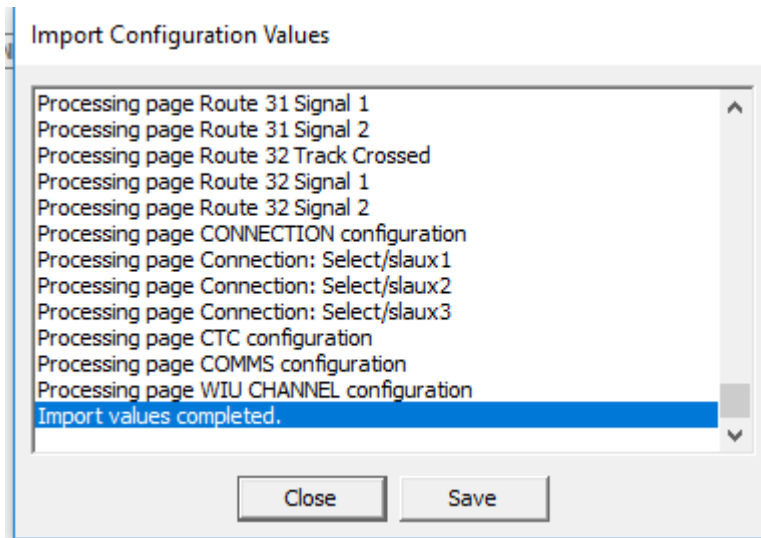 Import Configuration Values
Processing page Route 31 Signal 1
Processing page Route 31 Signal 2
Processing page Route 32 Track Crossed
Processing page Route 32 Signal 1
Processing page Route 32 Signal 2
Processing page CONNECTION configuration
Processing page Connection: Select/slaux1
Processing page Connection: Select/slaux2
Processing page Connection: Select/slaux3
Processing page CTC configuration
Processing page COMMS configuration
Processing page WIU CHANNEL configuration
Import values completed.
Close
Save